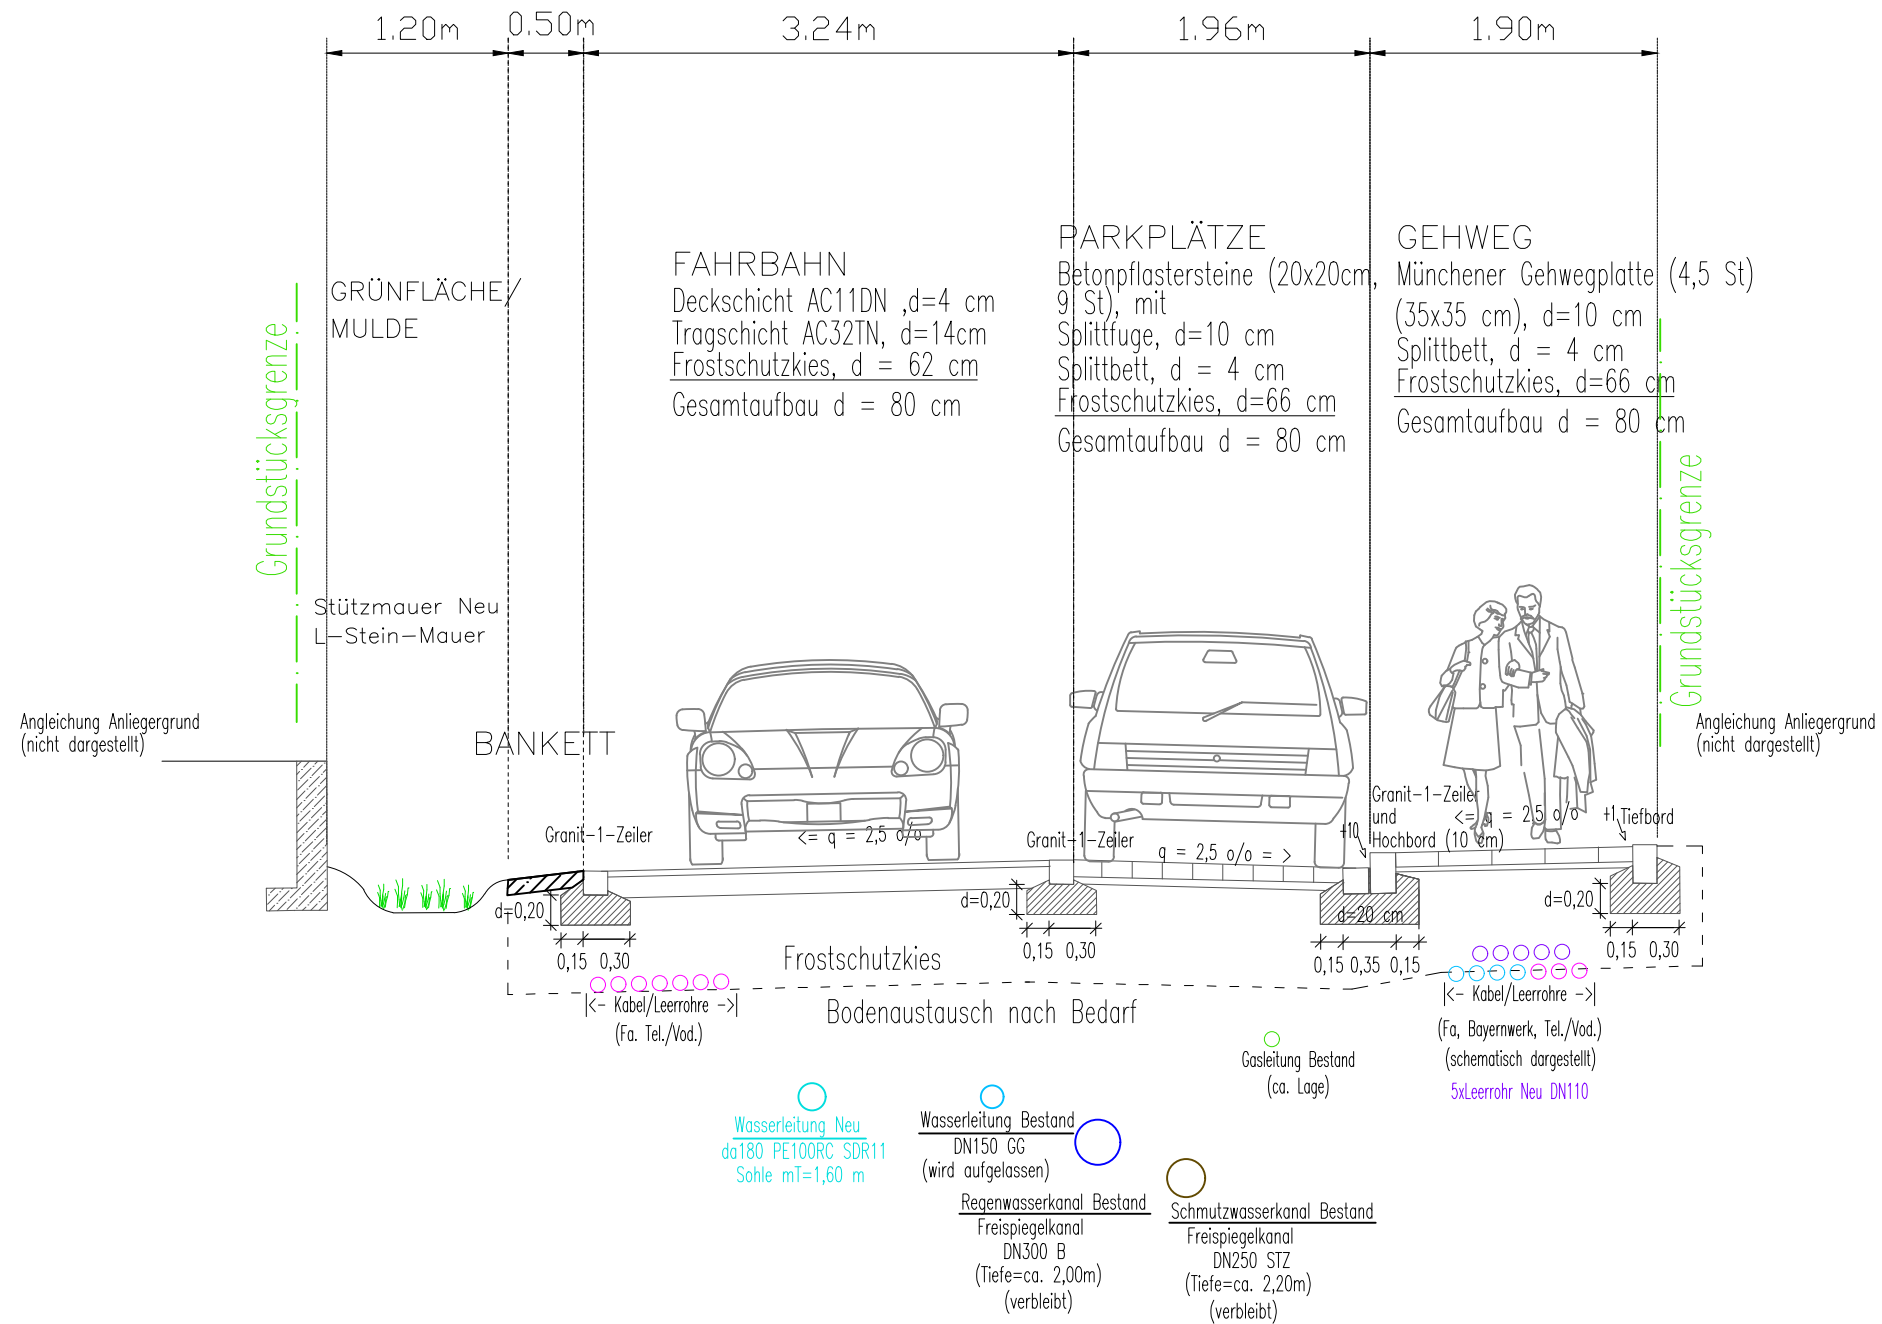 1.20m
0.50m
3.24m
1.96m
1.90m
GRÜNFLÄCHE/
MULDE
FAHRBAHN
Deckschicht AC11DN ,d=4 cm
Tragschicht AC32TN, d=14cm
Frostschutzkies, d = 62 cm
Gesamtaufbau d = 80 cm
PARKPLÄTZE
Betonpflastersteine (20x20cm,
9 St), mit
Splittfuge, d=10 cm
Splittbett, d = 4 cm
Frostschutzkies, d=66 cm
Gesamtaufbau d = 80 cm
GEHWEG
Münchener Gehwegplatte (4,5 St)
(35x35 cm), d=10 cm
Splittbett, d = 4 cm
Frostschutzkies, d=66 cm
Gesamtaufbau d = 80 cm
Grundstücksgrenze
Grundstücksgrenze
Stützmauer Neu
L-Stein-Mauer
Angleichung Anliegergrund
(nicht dargestellt)
BANKETT
Angleichung Anliegergrund
(nicht dargestellt)
Granit-1-Zeiler
<= q = 2,5 o/o
Granit-1-Zeiler
q = 2,5 o/o = >
+10
Granit-1-Zeiler
und
Hochbord (10 cm)
<= q = 2,5 o/o
+1
Tiefbord
d=0,20
d=0,20
d=20 cm
d=0,20
0,15 0,30
0,15 0,30
0,15 0,35 0,15
0,15 0,30
Frostschutzkies
Bodenaustausch nach Bedarf
|<- Kabel/Leerrohre ->|
(Fa. Tel./Vod.)
|<- Kabel/Leerrohre ->|
(Fa, Bayernwerk, Tel./Vod.)
(schematisch dargestellt)
5xLeerrohr Neu DN110
Gasleitung Bestand
(ca. Lage)
Wasserleitung Neu
da180 PE100RC SDR11
Sohle mT=1,60 m
Wasserleitung Bestand
DN150 GG
(wird aufgelassen)
Regenwasserkanal Bestand
Freispiegelkanal
DN300 B
(Tiefe=ca. 2,00m)
(verbleibt)
Schmutzwasserkanal Bestand
Freispiegelkanal
DN250 STZ
(Tiefe=ca. 2,20m)
(verbleibt)